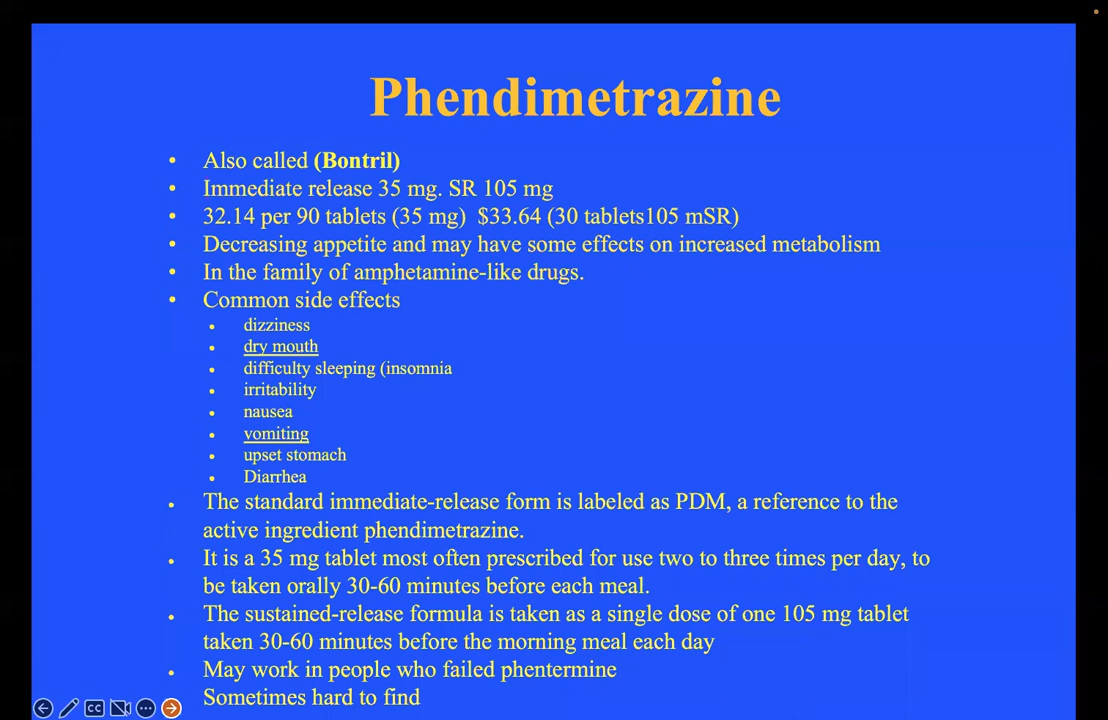 Phendimetrazine
• Also called (Bontril)
• Immediate release 35 mg. SR 105 mg
• 32.14 per 90 tablets (35 mg)  $33.64 (30 tablets105 mSR)
• Decreasing appetite and may have some effects on increased metabolism
• In the family of amphetamine-like drugs.
• Common side effects
• dizziness
• dry mouth
• difficulty sleeping (insomnia
• irritability
• nausea
• vomiting
• upset stomach
• Diarrhea
• The standard immediate-release form is labeled as PDM, a reference to the
active ingredient phendimetrazine.
• It is a 35 mg tablet most often prescribed for use two to three times per day, to
be taken orally 30-60 minutes before each meal.
• The sustained-release formula is taken as a single dose of one 105 mg tablet
taken 30-60 minutes before the morning meal each day
• May work in people who failed phentermine
Sometimes hard to find
CC